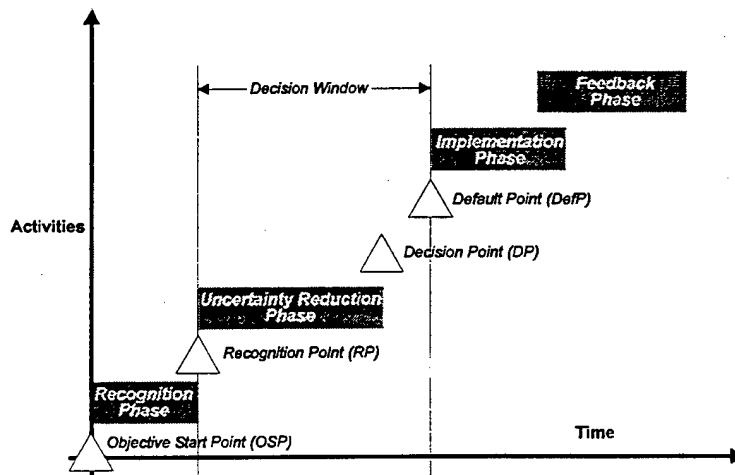 Feedback
Phase
Decision Window
Implementation
Phase
Default Point (DefP)
Activities
Decision Point (DP)
Uncertainty Reduction
Phase
Recognition Point (RP)
Recognition
Phase
Time
Objective Start Point (OSP)